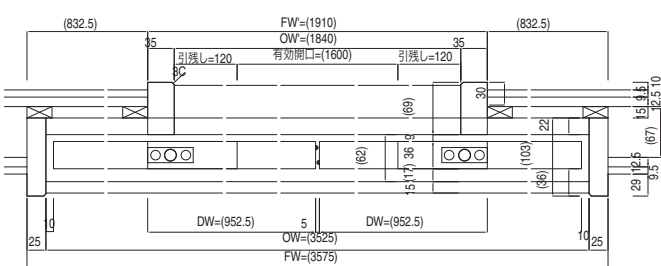 (832.5)
FW'=(1910)
(832.5)
OW'=(1840)
35
35
引残し=120
有効開口=(1600)
引残し=120
3C
30
9.5
10
15
12.5
(69)
22
(67)
9
36
(62)
(103)
(17)
15
(36)
12.5
29
9.5
10
DW=(952.5)
5
DW=(952.5)
10
25
OW=(3525)
25
FW=(3575)